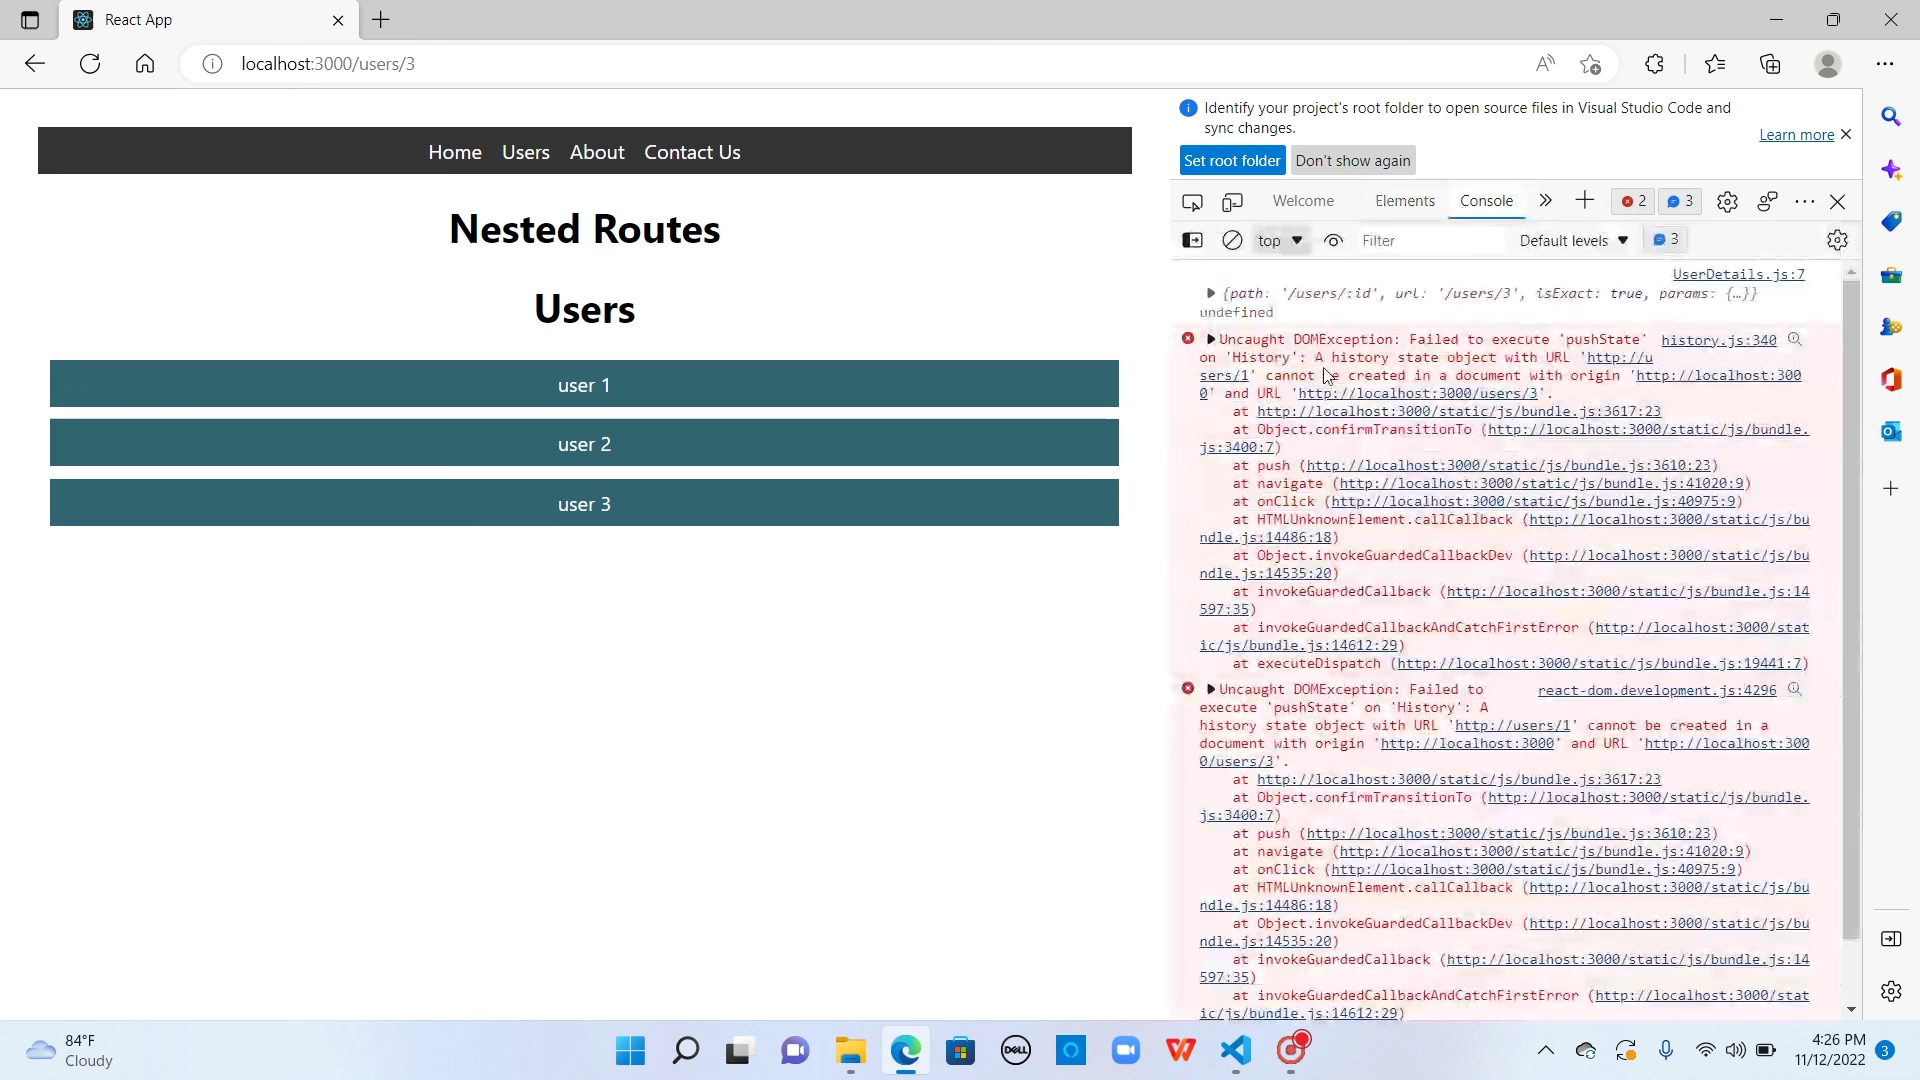 React App
localhost:3000/users/3
Identify your project's root folder to open source files in Visual Studio Code and
sync changes.
Learn more
Set root folder Don't show again
Home Users About Contact Us
Welcome Elements Console 2 3
top Filter Default levels 3
Nested Routes
Users
user 1
user 2
user 3
UserDetails.js:7
{path: '/users/:id', url: '/users/3', isExact: true, params: {…}}
undefined
Uncaught DOMException: Failed to execute 'pushState' history.js:340
on 'History': A history state object with URL 'http://u
sers/1' cannot be created in a document with origin 'http://localhost:300
0' and URL 'http://localhost:3000/users/3'.
at http://localhost:3000/static/js/bundle.js:3617:23
at Object.confirmTransitionTo (http://localhost:3000/static/js/bundle.
js:3400:7)
at push (http://localhost:3000/static/js/bundle.js:3610:23)
at navigate (http://localhost:3000/static/js/bundle.js:41020:9)
at onClick (http://localhost:3000/static/js/bundle.js:40975:9)
at HTMLUnknownElement.callCallback (http://localhost:3000/static/js/bu
ndle.js:14486:18)
at Object.invokeGuardedCallbackDev (http://localhost:3000/static/js/bu
ndle.js:14535:20)
at invokeGuardedCallback (http://localhost:3000/static/js/bundle.js:14
597:35)
at invokeGuardedCallbackAndCatchFirstError (http://localhost:3000/stat
ic/js/bundle.js:14612:29)
at executeDispatch (http://localhost:3000/static/js/bundle.js:19441:7)
Uncaught DOMException: Failed to react-dom.development.js:4296
execute 'pushState' on 'History': A
history state object with URL 'http://users/1' cannot be created in a
document with origin 'http://localhost:3000' and URL 'http://localhost:300
0/users/3'.
at http://localhost:3000/static/js/bundle.js:3617:23
at Object.confirmTransitionTo (http://localhost:3000/static/js/bundle.
js:3400:7)
at push (http://localhost:3000/static/js/bundle.js:3610:23)
at navigate (http://localhost:3000/static/js/bundle.js:41020:9)
at onClick (http://localhost:3000/static/js/bundle.js:40975:9)
at HTMLUnknownElement.callCallback (http://localhost:3000/static/js/bu
ndle.js:14486:18)
at Object.invokeGuardedCallbackDev (http://localhost:3000/static/js/bu
ndle.js:14535:20)
at invokeGuardedCallback (http://localhost:3000/static/js/bundle.js:14
597:35)
at invokeGuardedCallbackAndCatchFirstError (http://localhost:3000/stat
ic/js/bundle.js:14612:29)
84°F
Cloudy
DELL
4:26 PM
11/12/2022
3